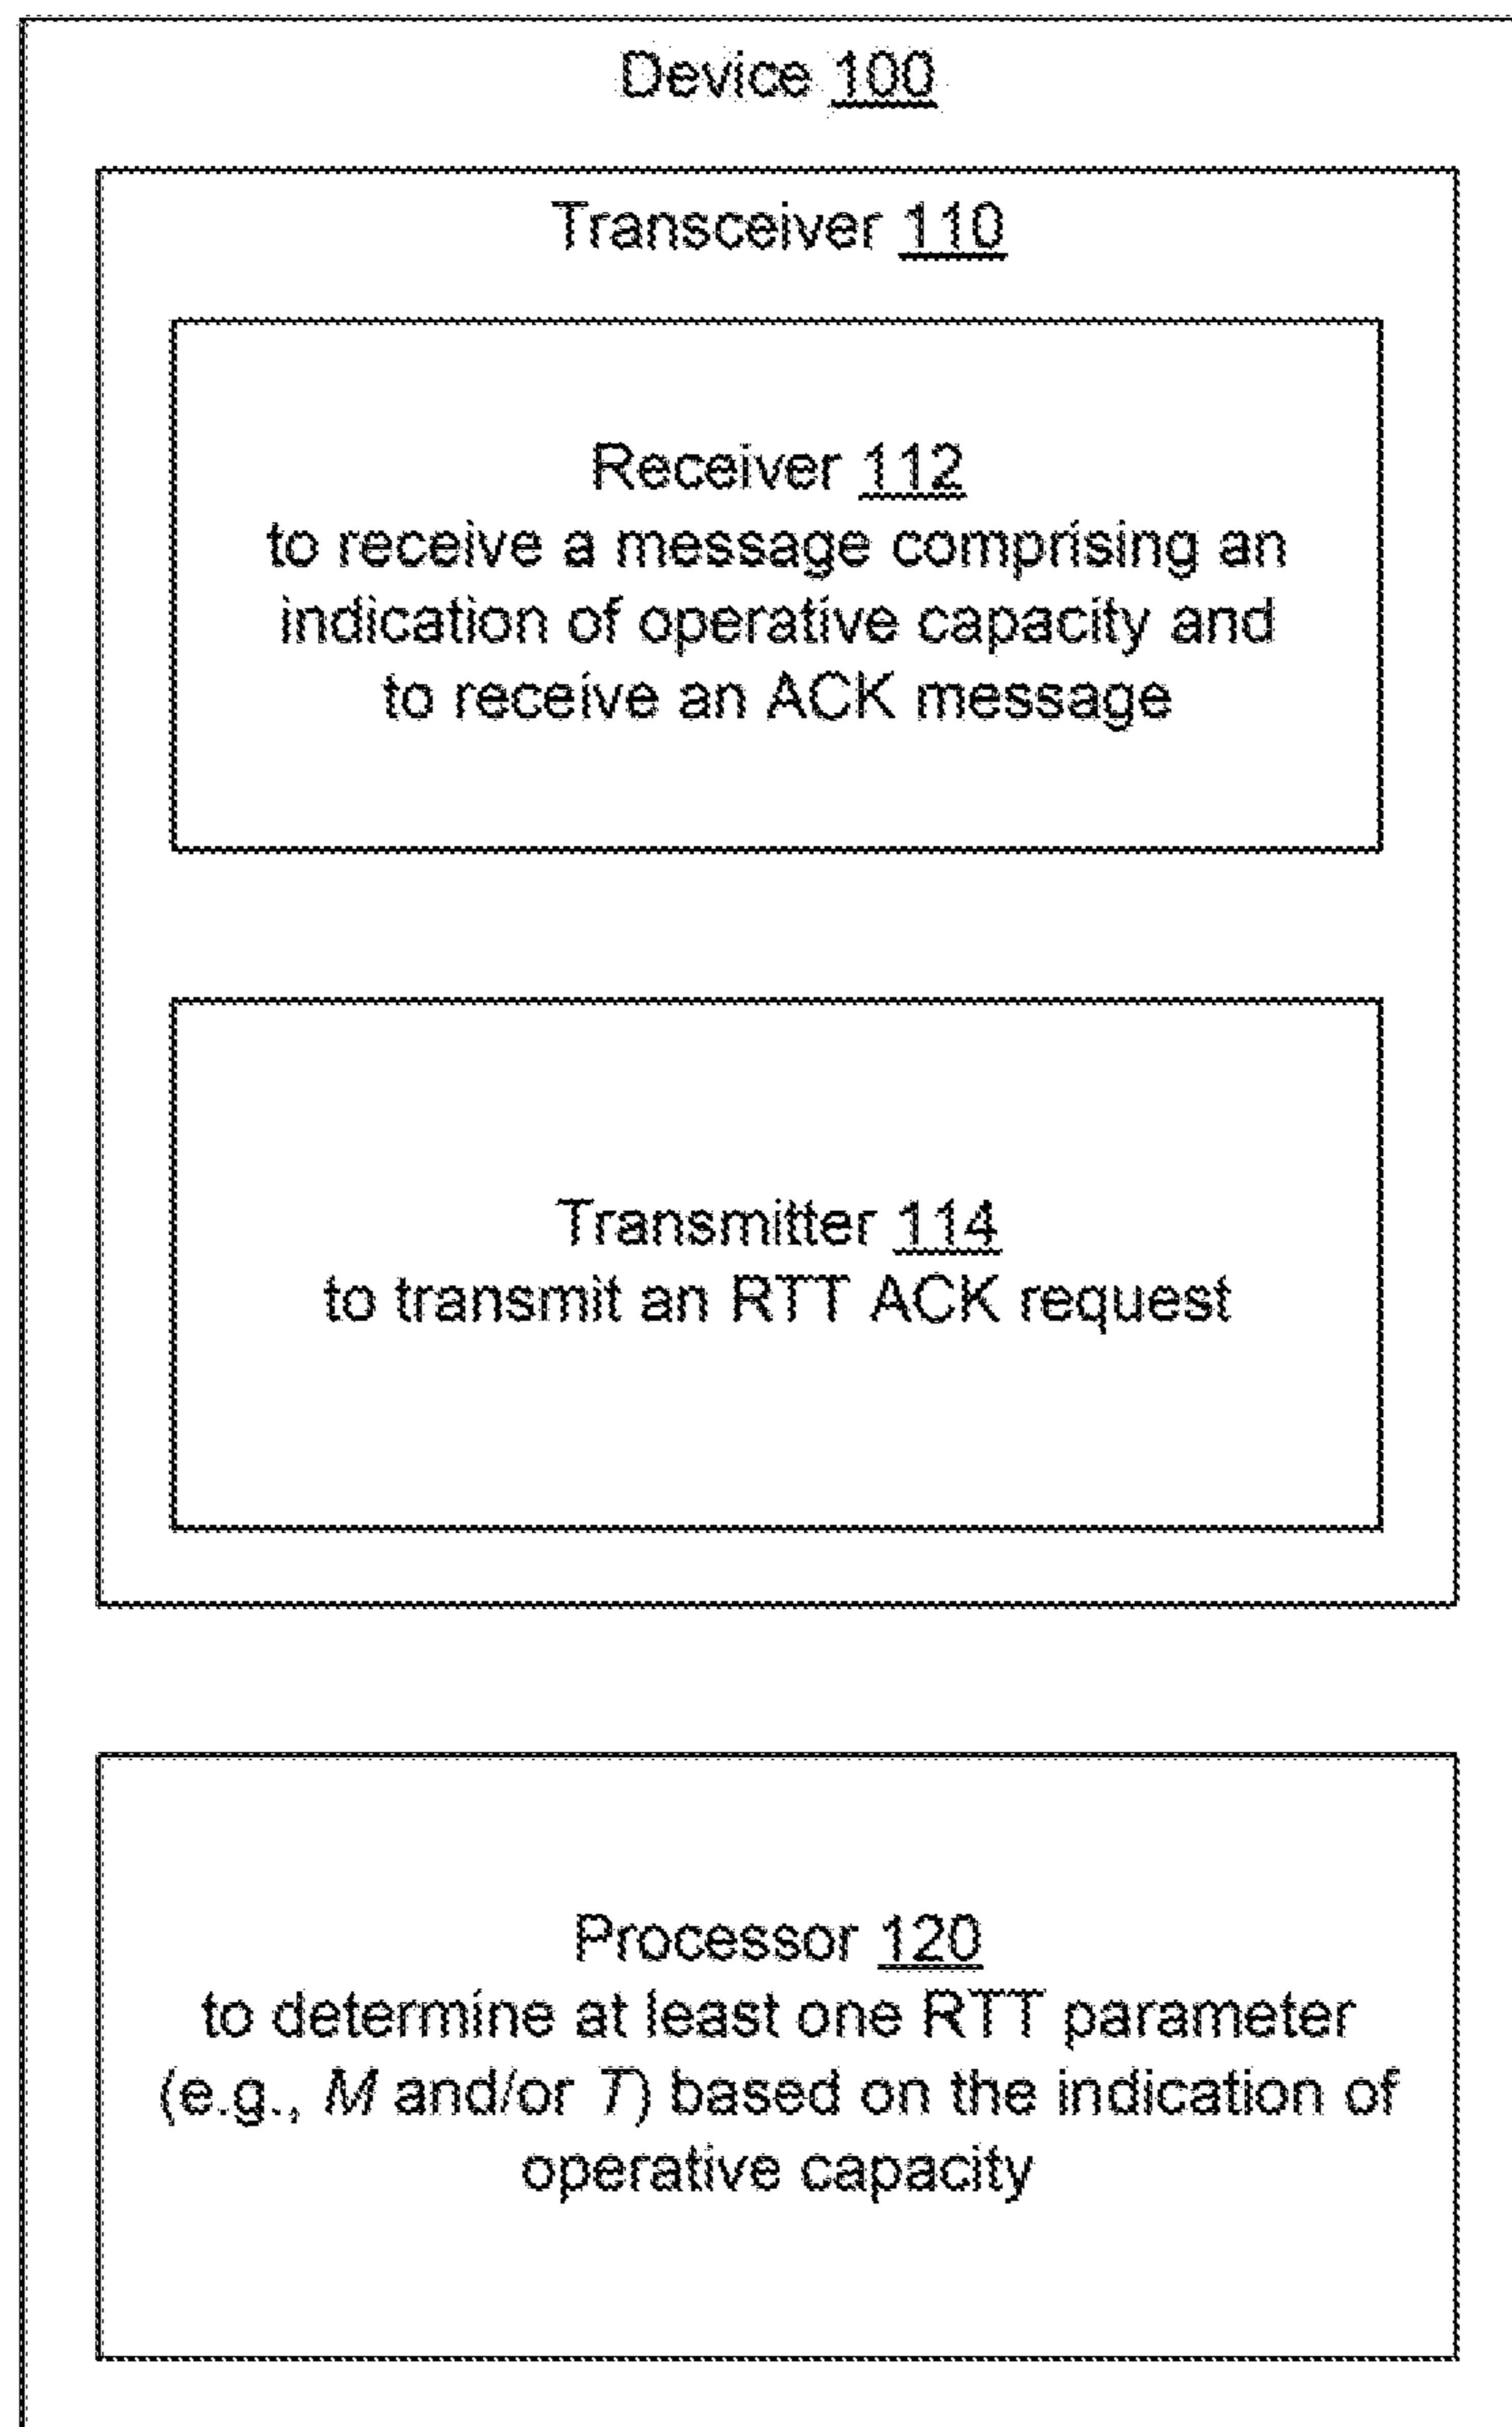 Device 100
Transceiver 110
Receiver 112
to receive a message comprising an
indication of operative capacity and
to receive an ACK message
Transmitter 114
to transmit an RTT ACK request
Processor 120
to determine at least one RTT parameter
(e.g., M and/or T) based on the indication of
operative capacity